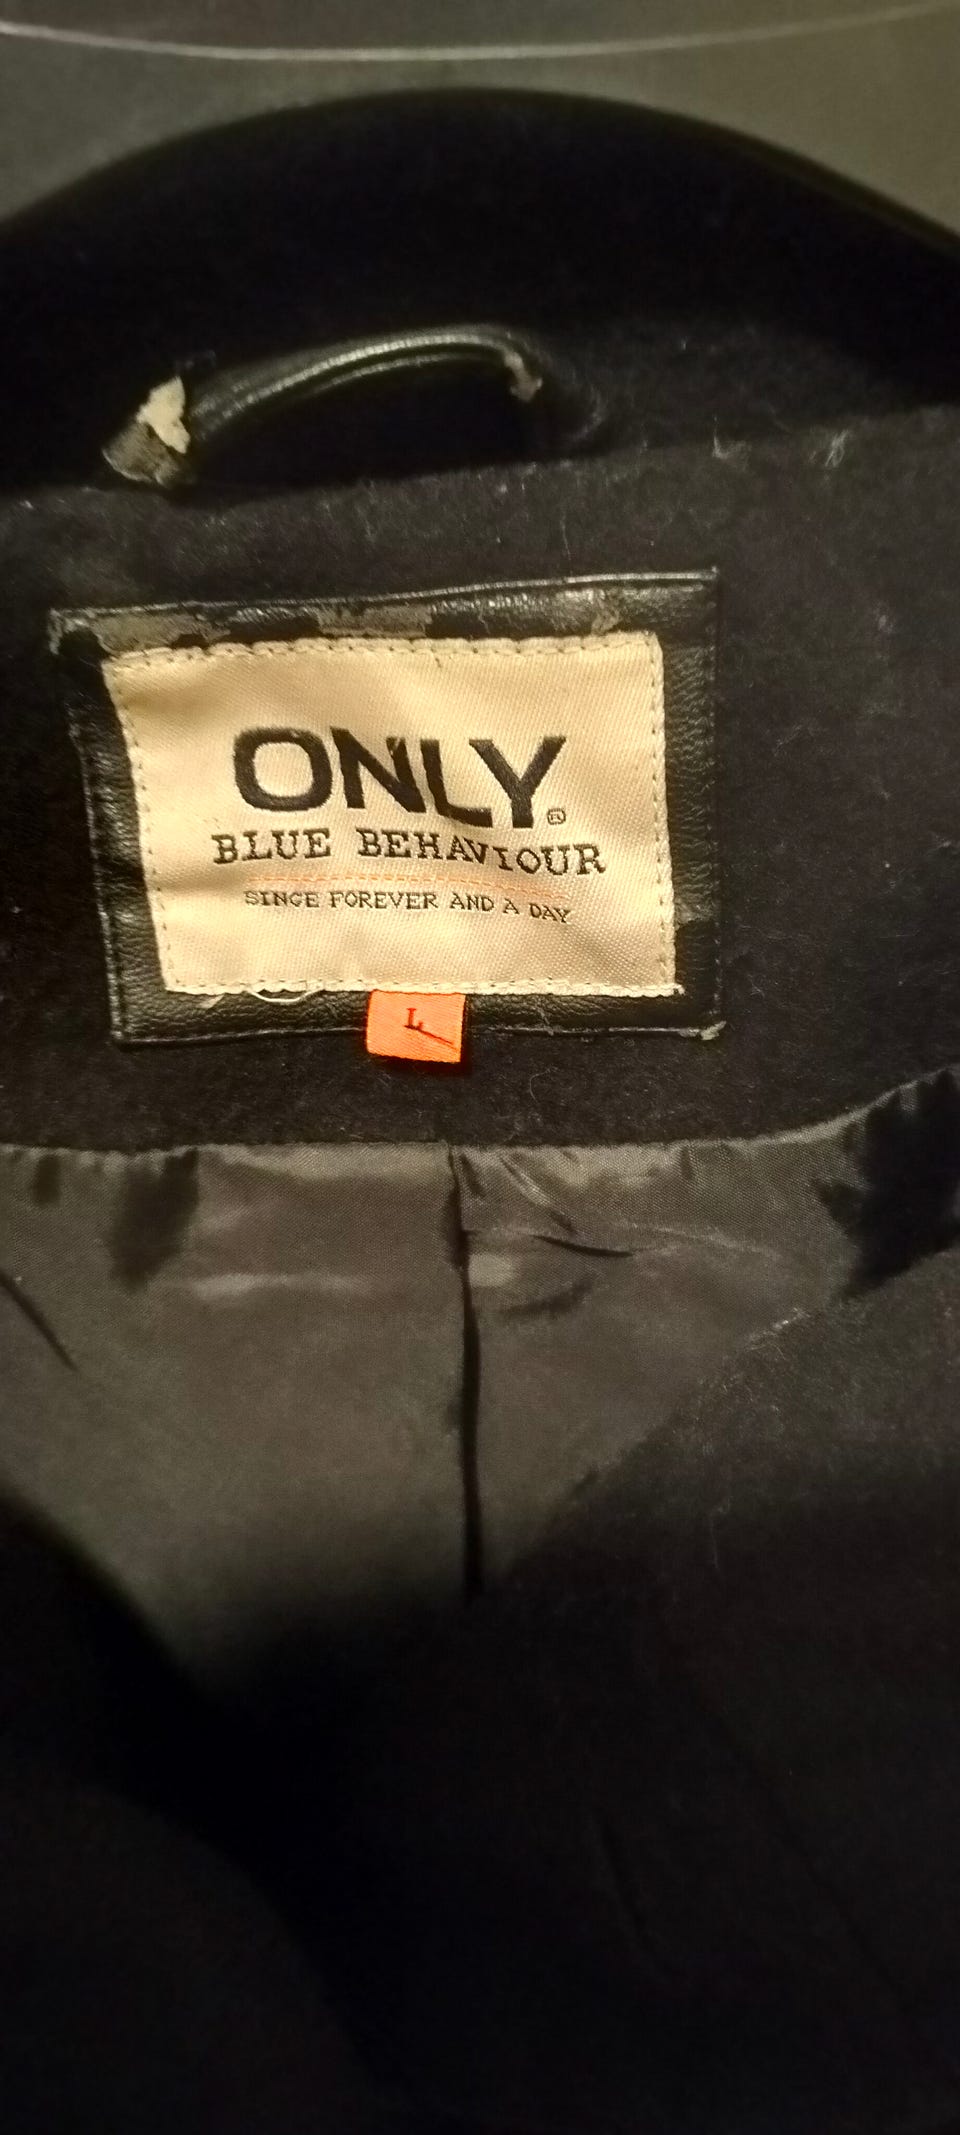 ONLY®
BLUE BEHAVIOUR
SINCE FOREVER AND A DAY
L